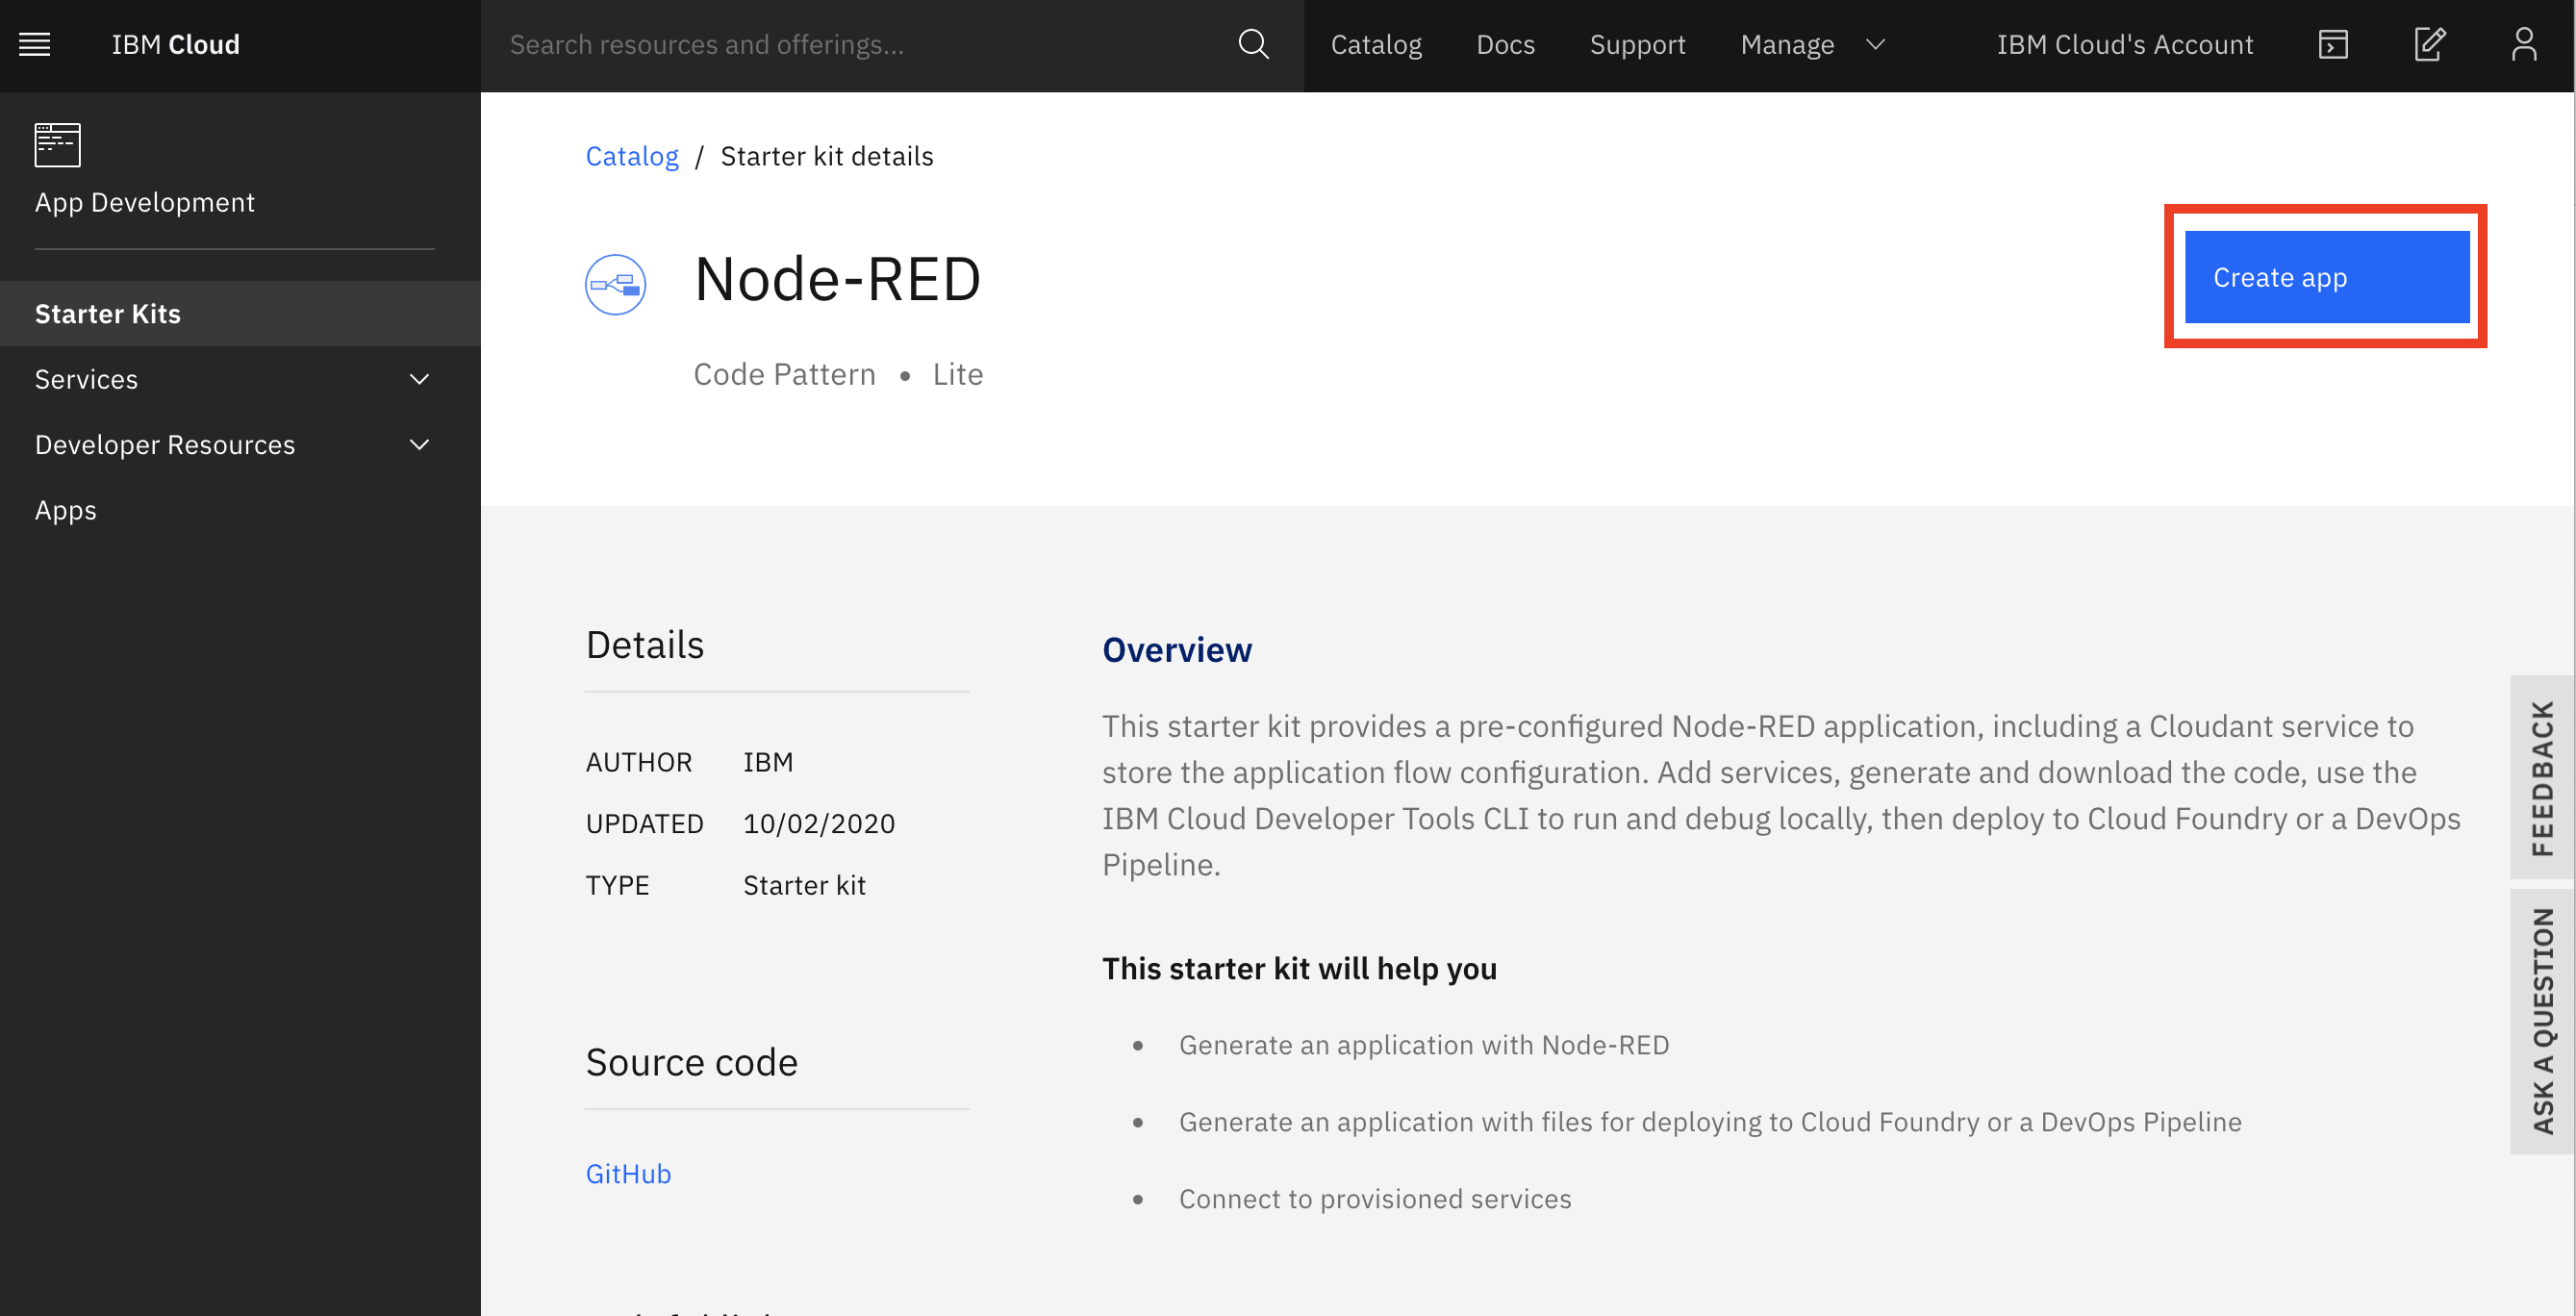 IBM Cloud
Search resources and offerings...
Catalog
Docs
Support
Manage
IBM Cloud's Account
App Development
Starter Kits
Services
Developer Resources
Apps
Catalog / Starter kit details
Node-RED
Create app
Code Pattern • Lite
Details
AUTHOR IBM
UPDATED 10/02/2020
TYPE Starter kit
Source code
GitHub
Overview
This starter kit provides a pre-configured Node-RED application, including a Cloudant service to
store the application flow configuration. Add services, generate and download the code, use the
IBM Cloud Developer Tools CLI to run and debug locally, then deploy to Cloud Foundry or a DevOps
Pipeline.
This starter kit will help you
• Generate an application with Node-RED
• Generate an application with files for deploying to Cloud Foundry or a DevOps Pipeline
• Connect to provisioned services
FEEDBACK
ASK A QUESTION